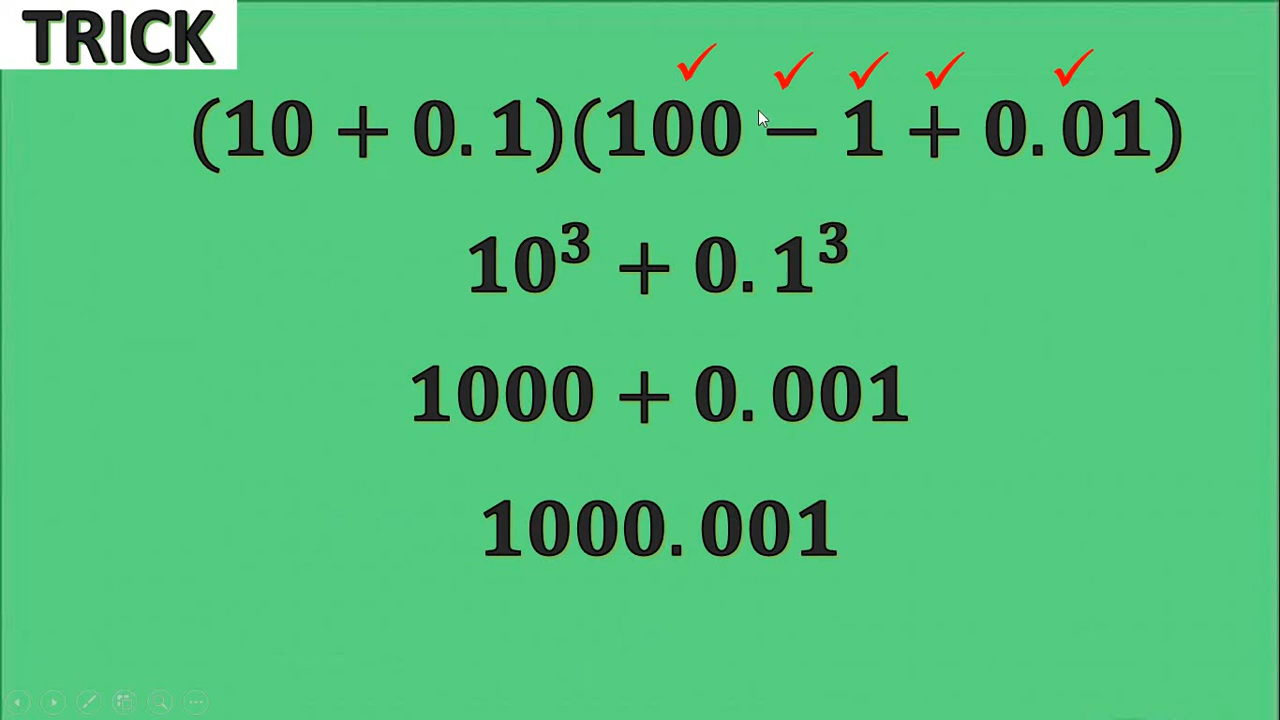 TRICK
(10 + 0.1)(100 − 1 + 0.01)
10³ + 0.1³
1000 + 0.001
1000.001